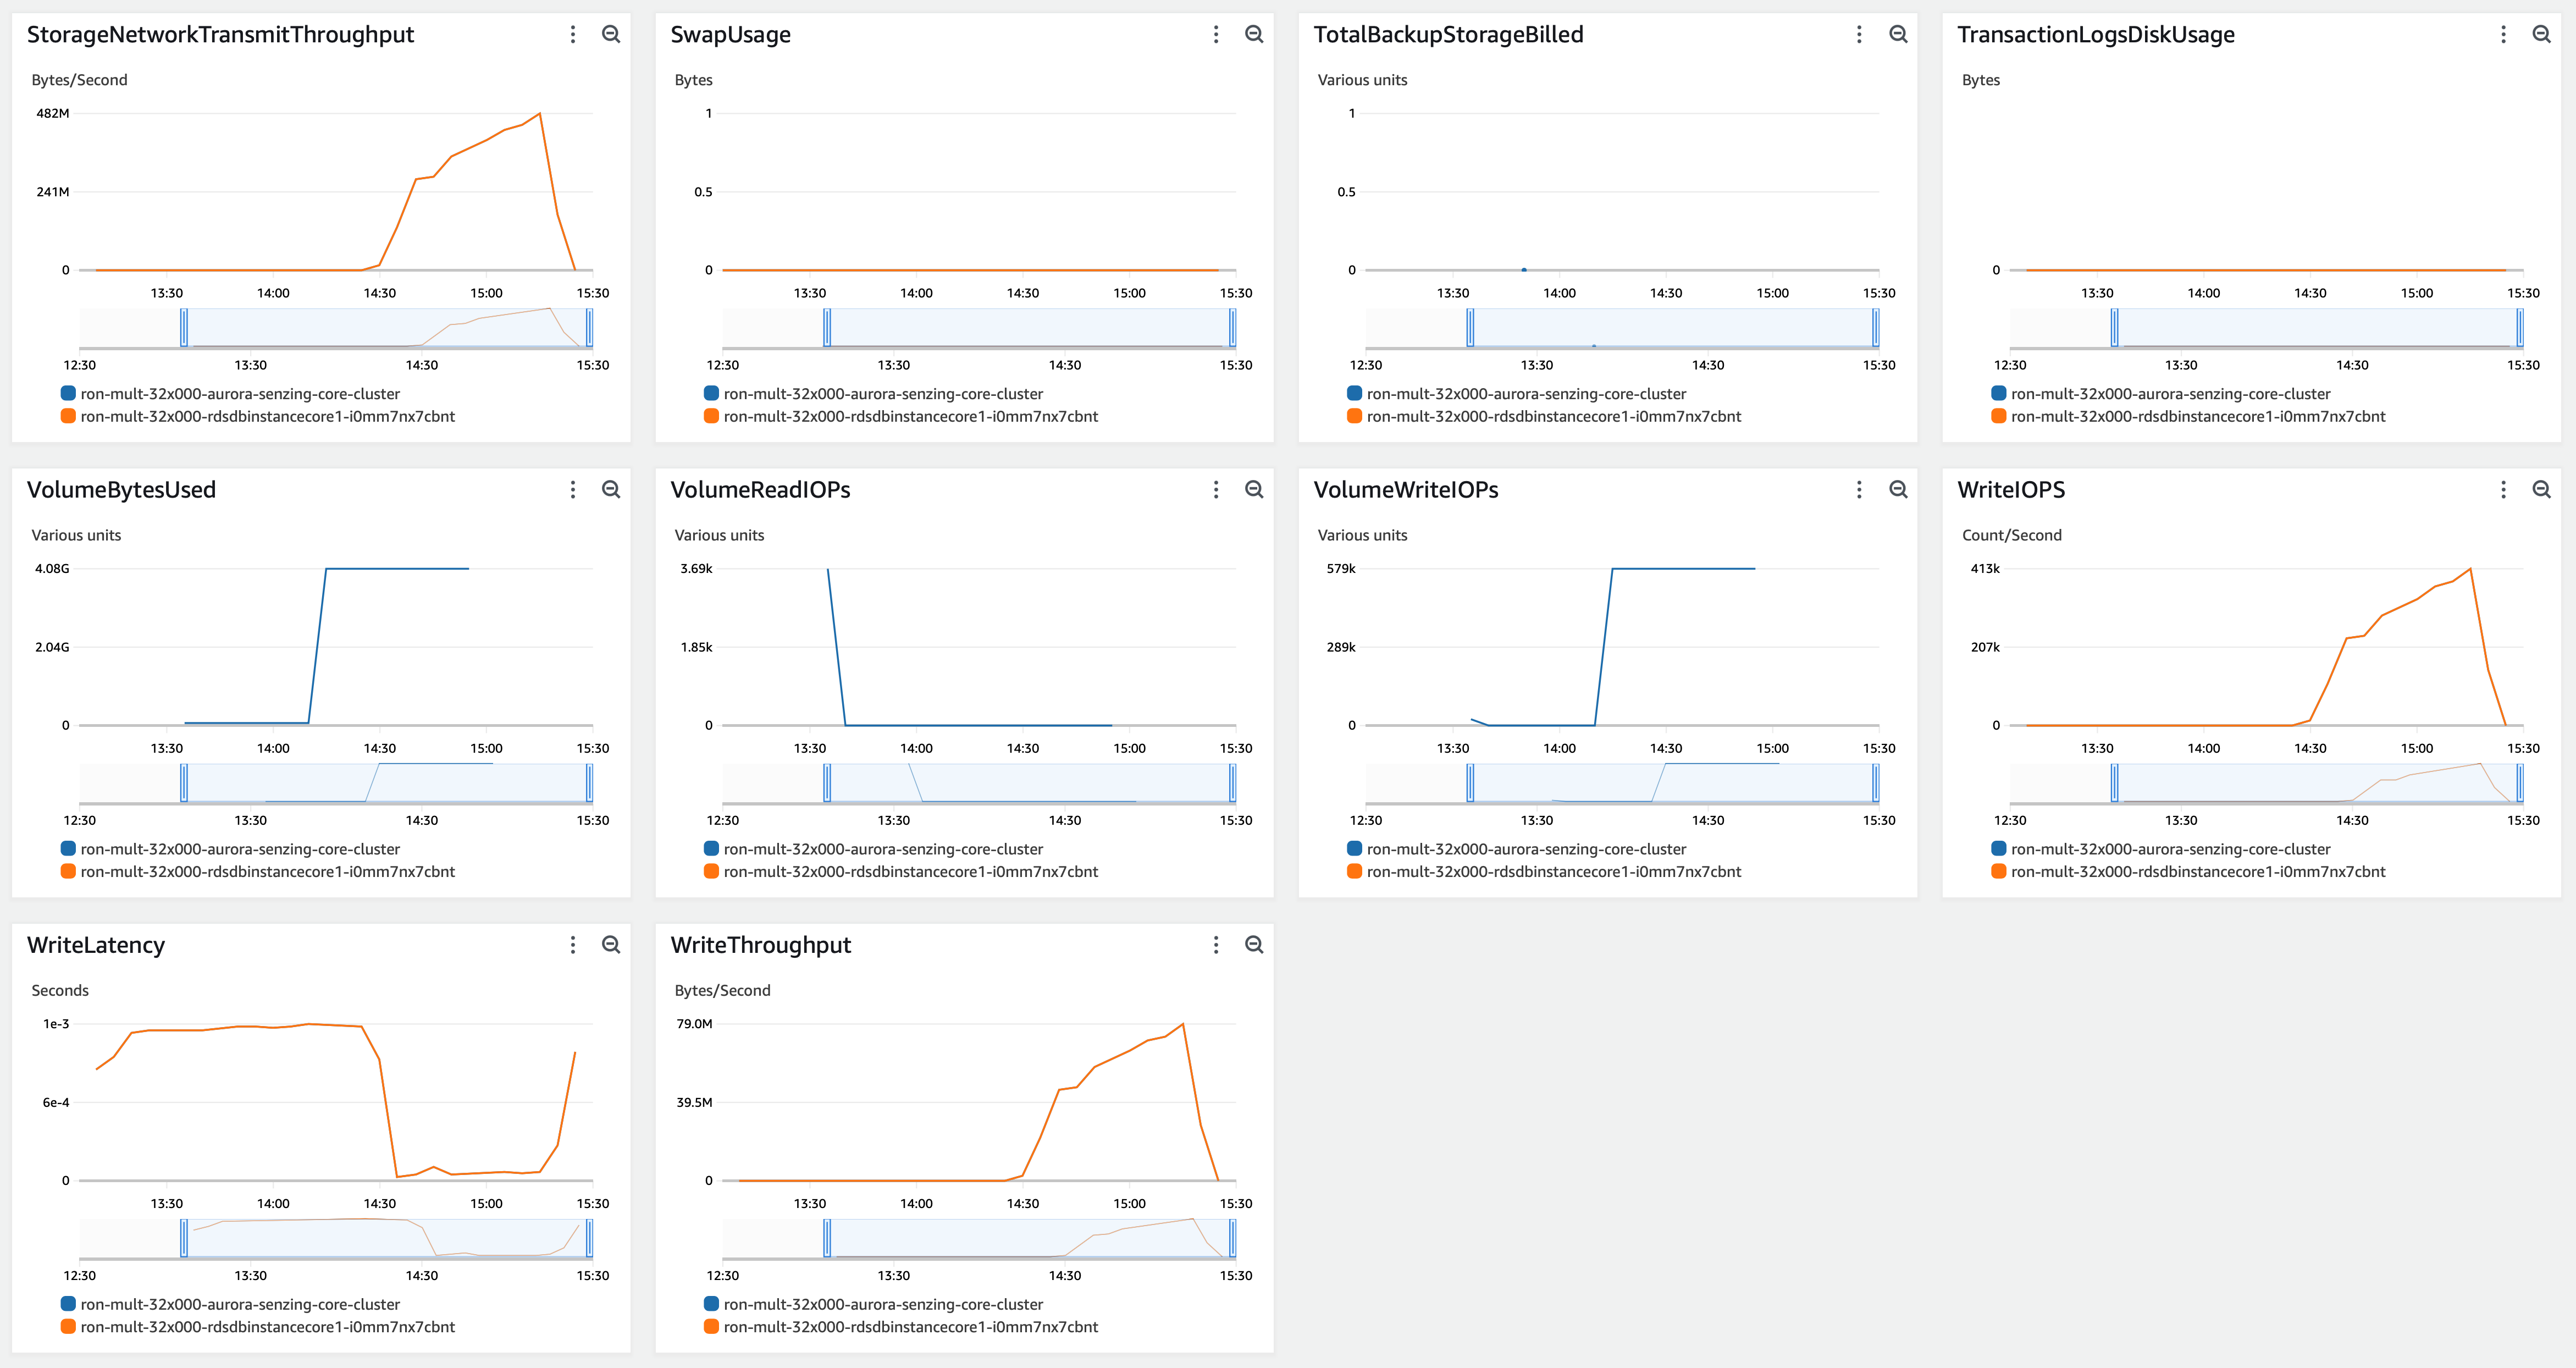 StorageNetworkTransmitThroughput
Bytes/Second
482M
241M
0
13:30 14:00 14:30 15:00 15:30
12:30 13:30 14:30 15:30
ron-mult-32x000-aurora-senzing-core-cluster
ron-mult-32x000-rdsdbinstancecore1-i0mm7nx7cbnt
SwapUsage
Bytes
1
0.5
0
13:30 14:00 14:30 15:00 15:30
12:30 13:30 14:30 15:30
ron-mult-32x000-aurora-senzing-core-cluster
ron-mult-32x000-rdsdbinstancecore1-i0mm7nx7cbnt
TotalBackupStorageBilled
Various units
1
0.5
0
13:30 14:00 14:30 15:00 15:30
12:30 13:30 14:30 15:30
ron-mult-32x000-aurora-senzing-core-cluster
ron-mult-32x000-rdsdbinstancecore1-i0mm7nx7cbnt
TransactionLogsDiskUsage
Bytes
0
13:30 14:00 14:30 15:00 15:30
12:30 13:30 14:30 15:30
ron-mult-32x000-aurora-senzing-core-cluster
ron-mult-32x000-rdsdbinstancecore1-i0mm7nx7cbnt
VolumeBytesUsed
Various units
4.08G
2.04G
0
13:30 14:00 14:30 15:00 15:30
12:30 13:30 14:30 15:30
ron-mult-32x000-aurora-senzing-core-cluster
ron-mult-32x000-rdsdbinstancecore1-i0mm7nx7cbnt
VolumeReadIOPs
Various units
3.69k
1.85k
0
13:30 14:00 14:30 15:00 15:30
12:30 13:30 14:30 15:30
ron-mult-32x000-aurora-senzing-core-cluster
ron-mult-32x000-rdsdbinstancecore1-i0mm7nx7cbnt
VolumeWriteIOPs
Various units
579k
289k
0
13:30 14:00 14:30 15:00 15:30
12:30 13:30 14:30 15:30
ron-mult-32x000-aurora-senzing-core-cluster
ron-mult-32x000-rdsdbinstancecore1-i0mm7nx7cbnt
WriteIOPS
Count/Second
413k
207k
0
13:30 14:00 14:30 15:00 15:30
12:30 13:30 14:30 15:30
ron-mult-32x000-aurora-senzing-core-cluster
ron-mult-32x000-rdsdbinstancecore1-i0mm7nx7cbnt
WriteLatency
Seconds
1e-3
6e-4
0
13:30 14:00 14:30 15:00 15:30
12:30 13:30 14:30 15:30
ron-mult-32x000-aurora-senzing-core-cluster
ron-mult-32x000-rdsdbinstancecore1-i0mm7nx7cbnt
WriteThroughput
Bytes/Second
79.0M
39.5M
0
13:30 14:00 14:30 15:00 15:30
12:30 13:30 14:30 15:30
ron-mult-32x000-aurora-senzing-core-cluster
ron-mult-32x000-rdsdbinstancecore1-i0mm7nx7cbnt